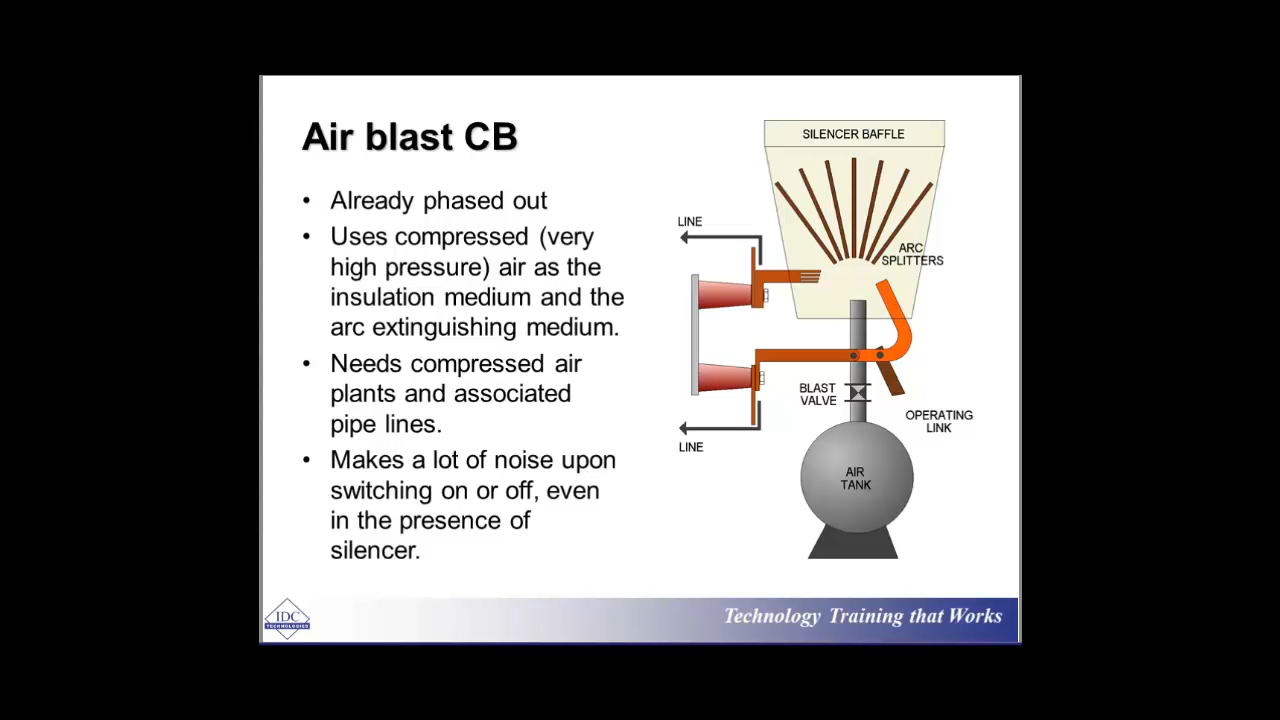 Air blast CB
• Already phased out
• Uses compressed (very
high pressure) air as the
insulation medium and the
arc extinguishing medium.
• Needs compressed air
plants and associated
pipe lines.
• Makes a lot of noise upon
switching on or off, even
in the presence of
silencer.
SILENCER BAFFLE
LINE
ARC
SPLITTERS
BLAST
VALVE
OPERATING
LINK
LINE
AIR
TANK
IDC
TECHNOLOGIES
Technology Training that Works